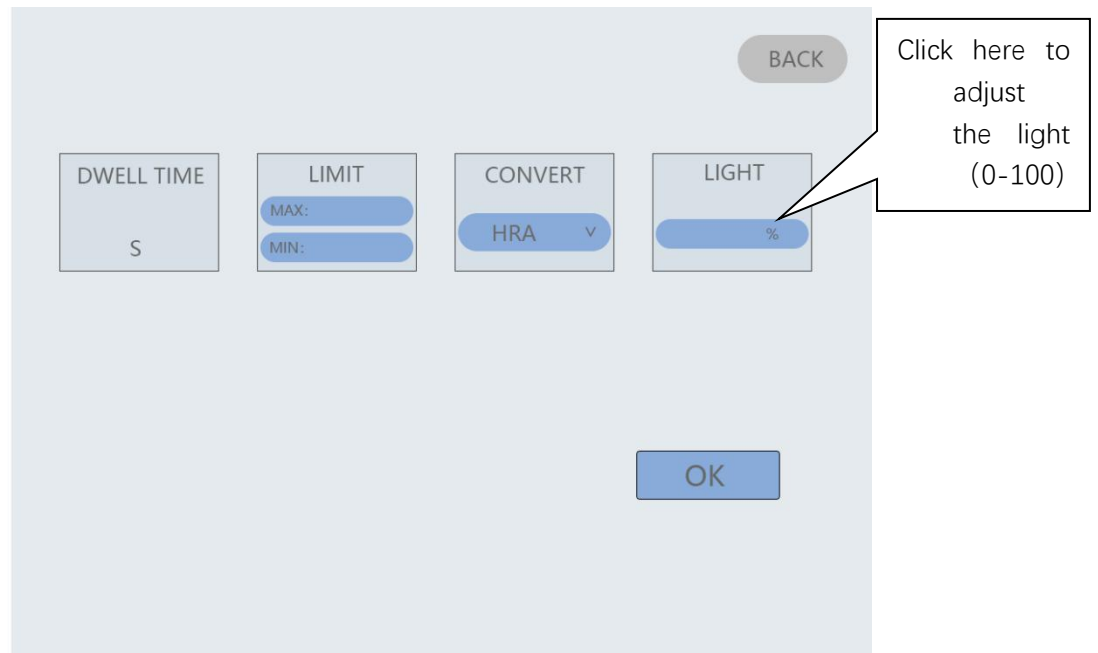 BACK
Click here to
adjust
the light
(0-100)
DWELL TIME
S
LIMIT
MAX:
MIN:
CONVERT
HRA ∨
LIGHT
%
OK